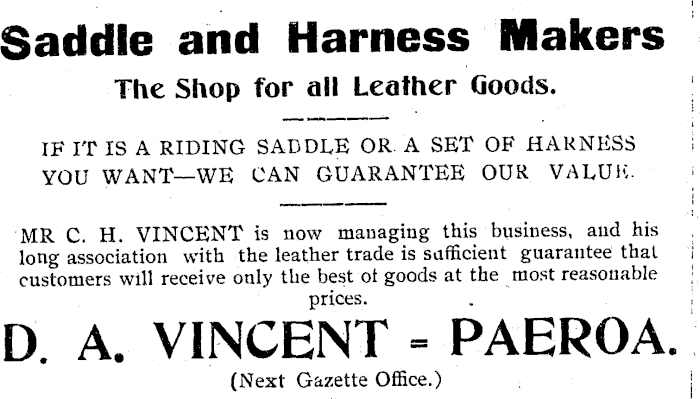 Saddle and Harness Makers
The Shop for all Leather Goods.
IF IT IS A RIDING SADDLE OR A SET OF HARNESS
YOU WANT—WE CAN GUARANTEE OUR VALUE.
MR C. H. VINCENT is now managing this business, and his
long association with the leather trade is sufficient guarantee that
customers will receive only the best of goods at the most reasonable
prices.
D. A. VINCENT = PAEROA.
(Next Gazette Office.)